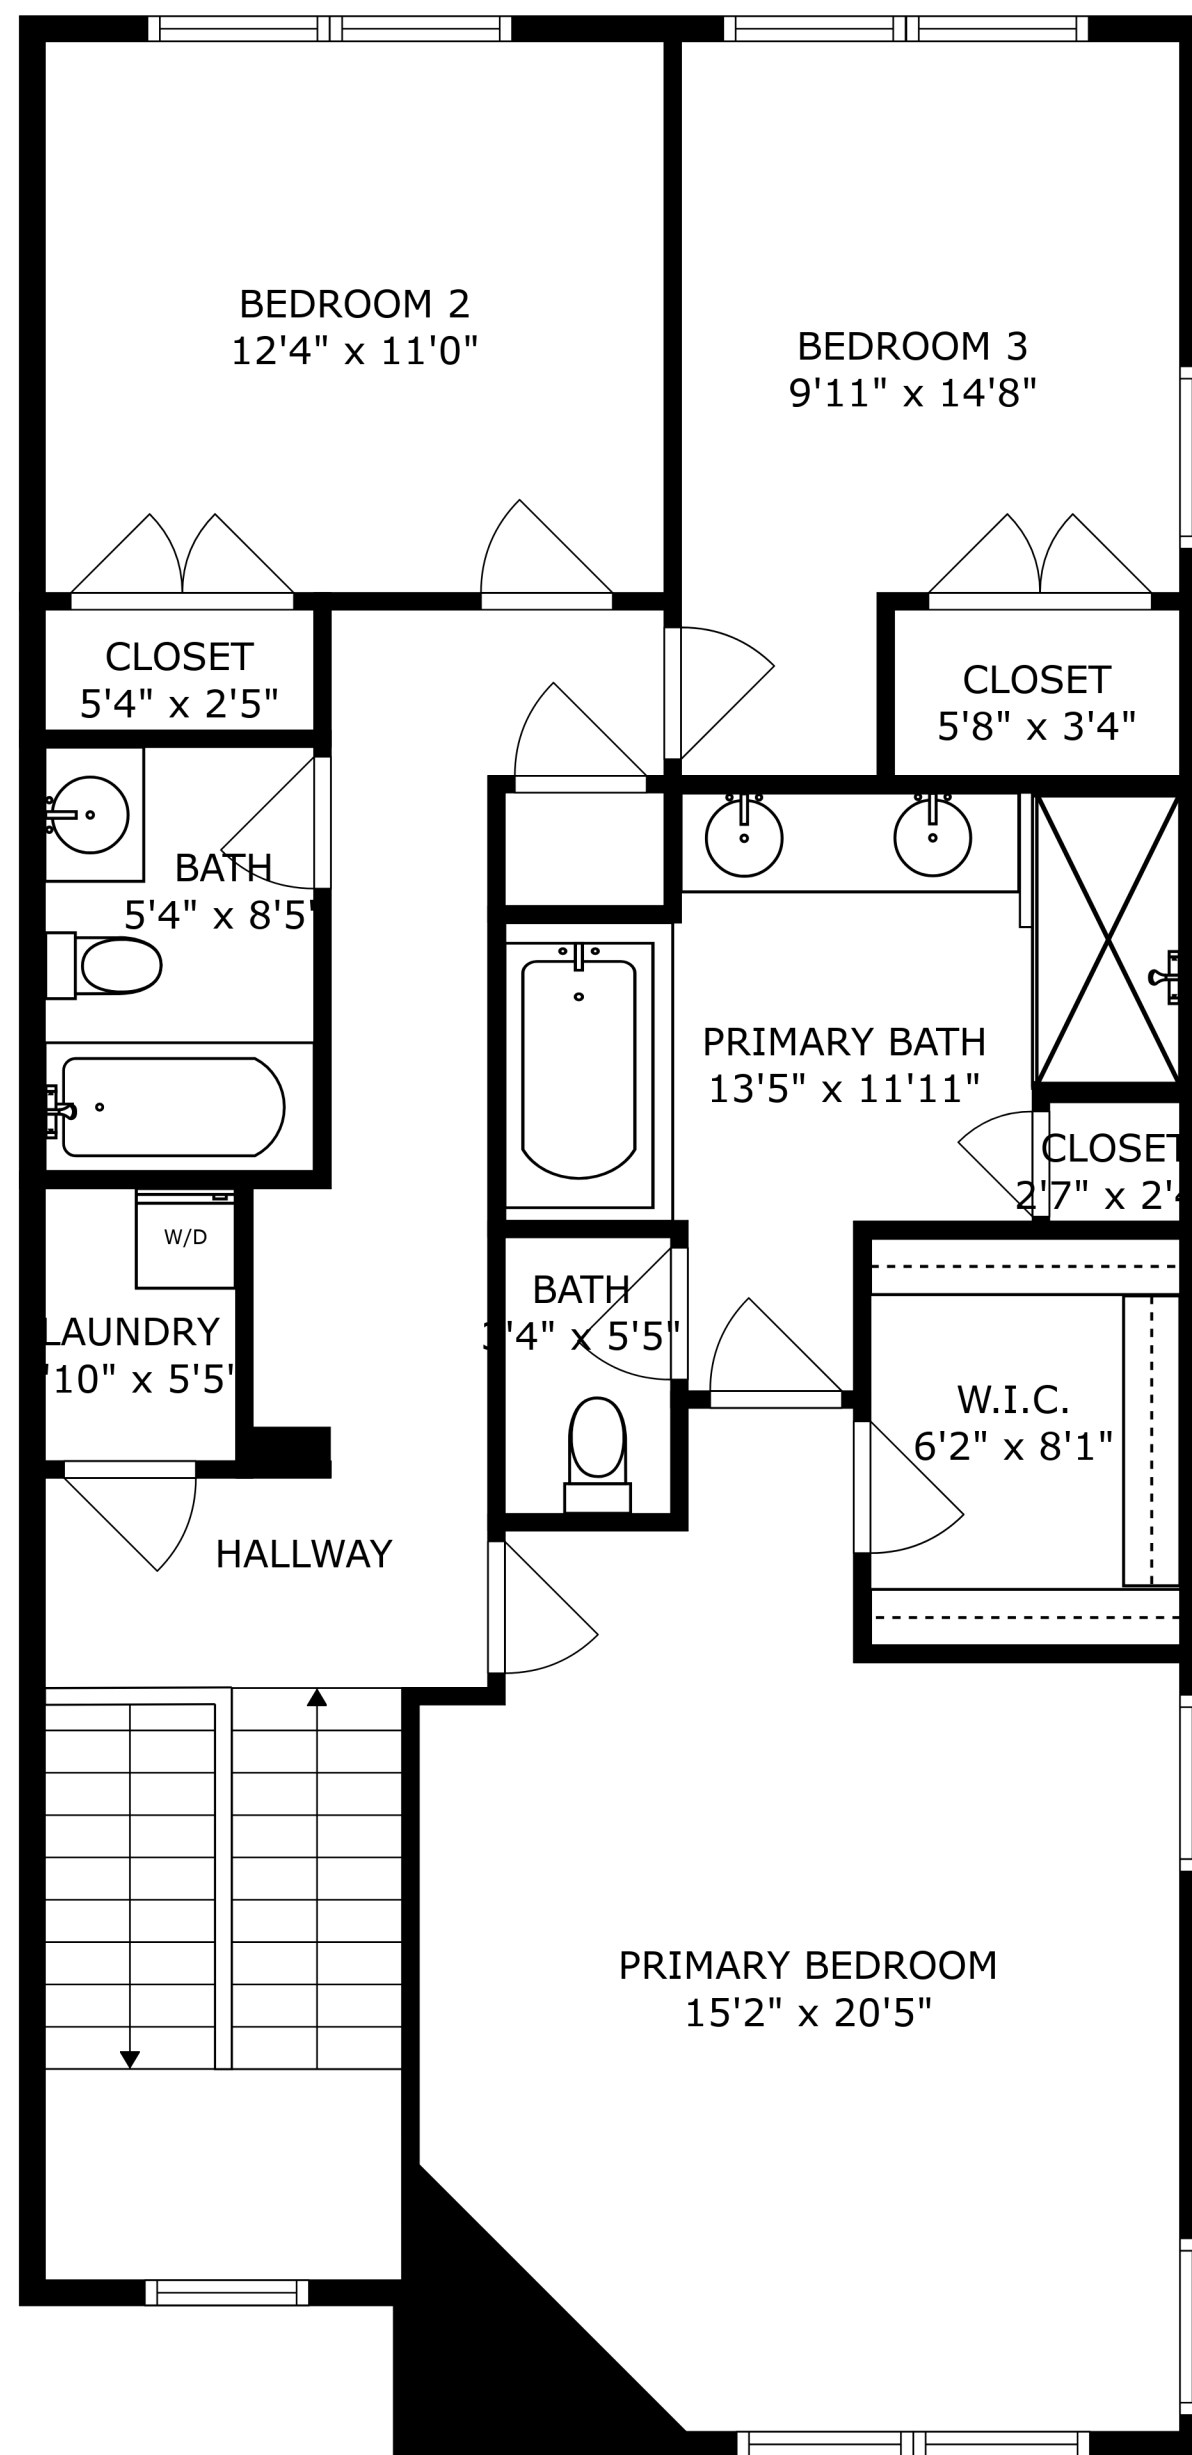 BEDROOM 2
12'4" x 11'0"
BEDROOM 3
9'11" x 14'8"
CLOSET
5'4" x 2'5"
CLOSET
5'8" x 3'4"
BATH
5'4" x 8'5"
PRIMARY BATH
13'5" x 11'11"
CLOSET
2'7" x
W/D
BATH
x 5'5"
LAUNDRY
x 5'5"
W.I.C.
6'2" x 8'1"
HALLWAY
PRIMARY BEDROOM
15'2" x 20'5"